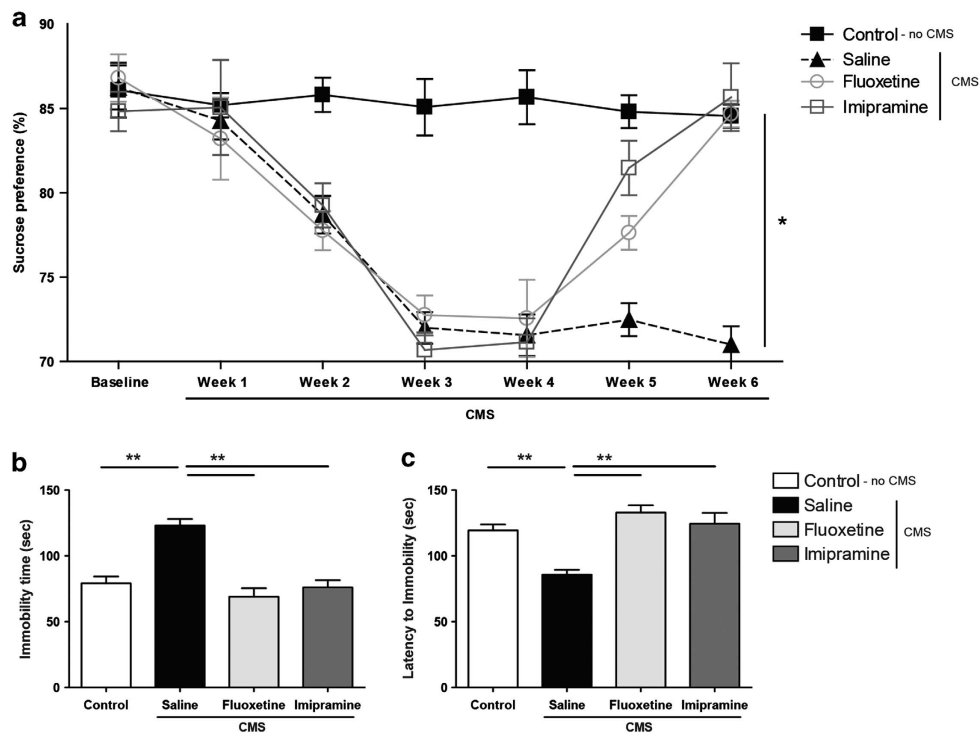 a
90
85
80
75
70
Sucrose preference (%)
Control - no CMS
Saline
Fluoxetine
Imipramine
CMS
*
Baseline Week 1 Week 2 Week 3 Week 4 Week 5 Week 6
CMS
b
** **
150
100
50
0
Immobility time (sec)
Control Saline Fluoxetine Imipramine
CMS
c
** **
150
100
50
0
Latency to Immobility (sec)
Control Saline Fluoxetine Imipramine
CMS
Control - no CMS
Saline
Fluoxetine
Imipramine
CMS